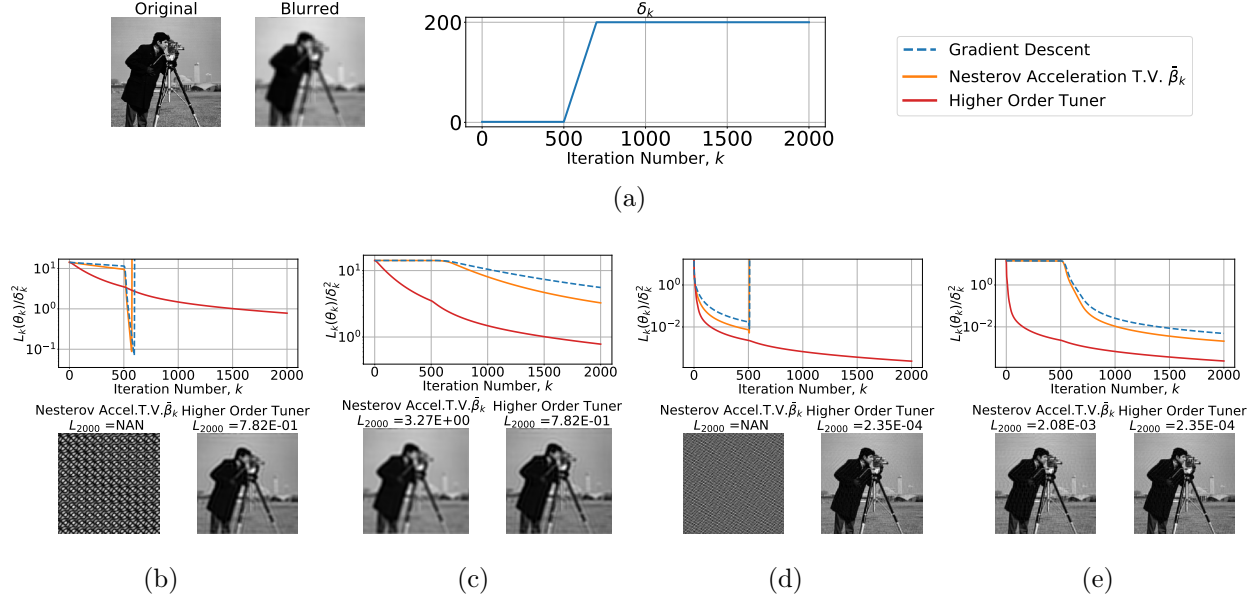 Original
Blurred
δ_k
200
0
0 500 1000 1500 2000
Iteration Number, k
Gradient Descent
Nesterov Acceleration T.V. β̄_k
Higher Order Tuner
(a)
L_k(θ_k)/δ_k^2
10^1
10^0
10^-1
0 500 1000 1500 2000
Iteration Number, k
Nesterov Accel.T.V.β̄_k Higher Order Tuner
L_2000 =NAN L_2000 =7.82E-01
(b)
L_k(θ_k)/δ_k^2
10^1
10^0
0 500 1000 1500 2000
Iteration Number, k
Nesterov Accel.T.V.β̄_k Higher Order Tuner
L_2000 =3.27E+00 L_2000 =7.82E-01
(c)
L_k(θ_k)/δ_k^2
10^0
10^-2
0 500 1000 1500 2000
Iteration Number, k
Nesterov Accel.T.V.β̄_k Higher Order Tuner
L_2000 =NAN L_2000 =2.35E-04
(d)
L_k(θ_k)/δ_k^2
10^0
10^-2
0 500 1000 1500 2000
Iteration Number, k
Nesterov Accel.T.V.β̄_k Higher Order Tuner
L_2000 =2.08E-03 L_2000 =2.35E-04
(e)